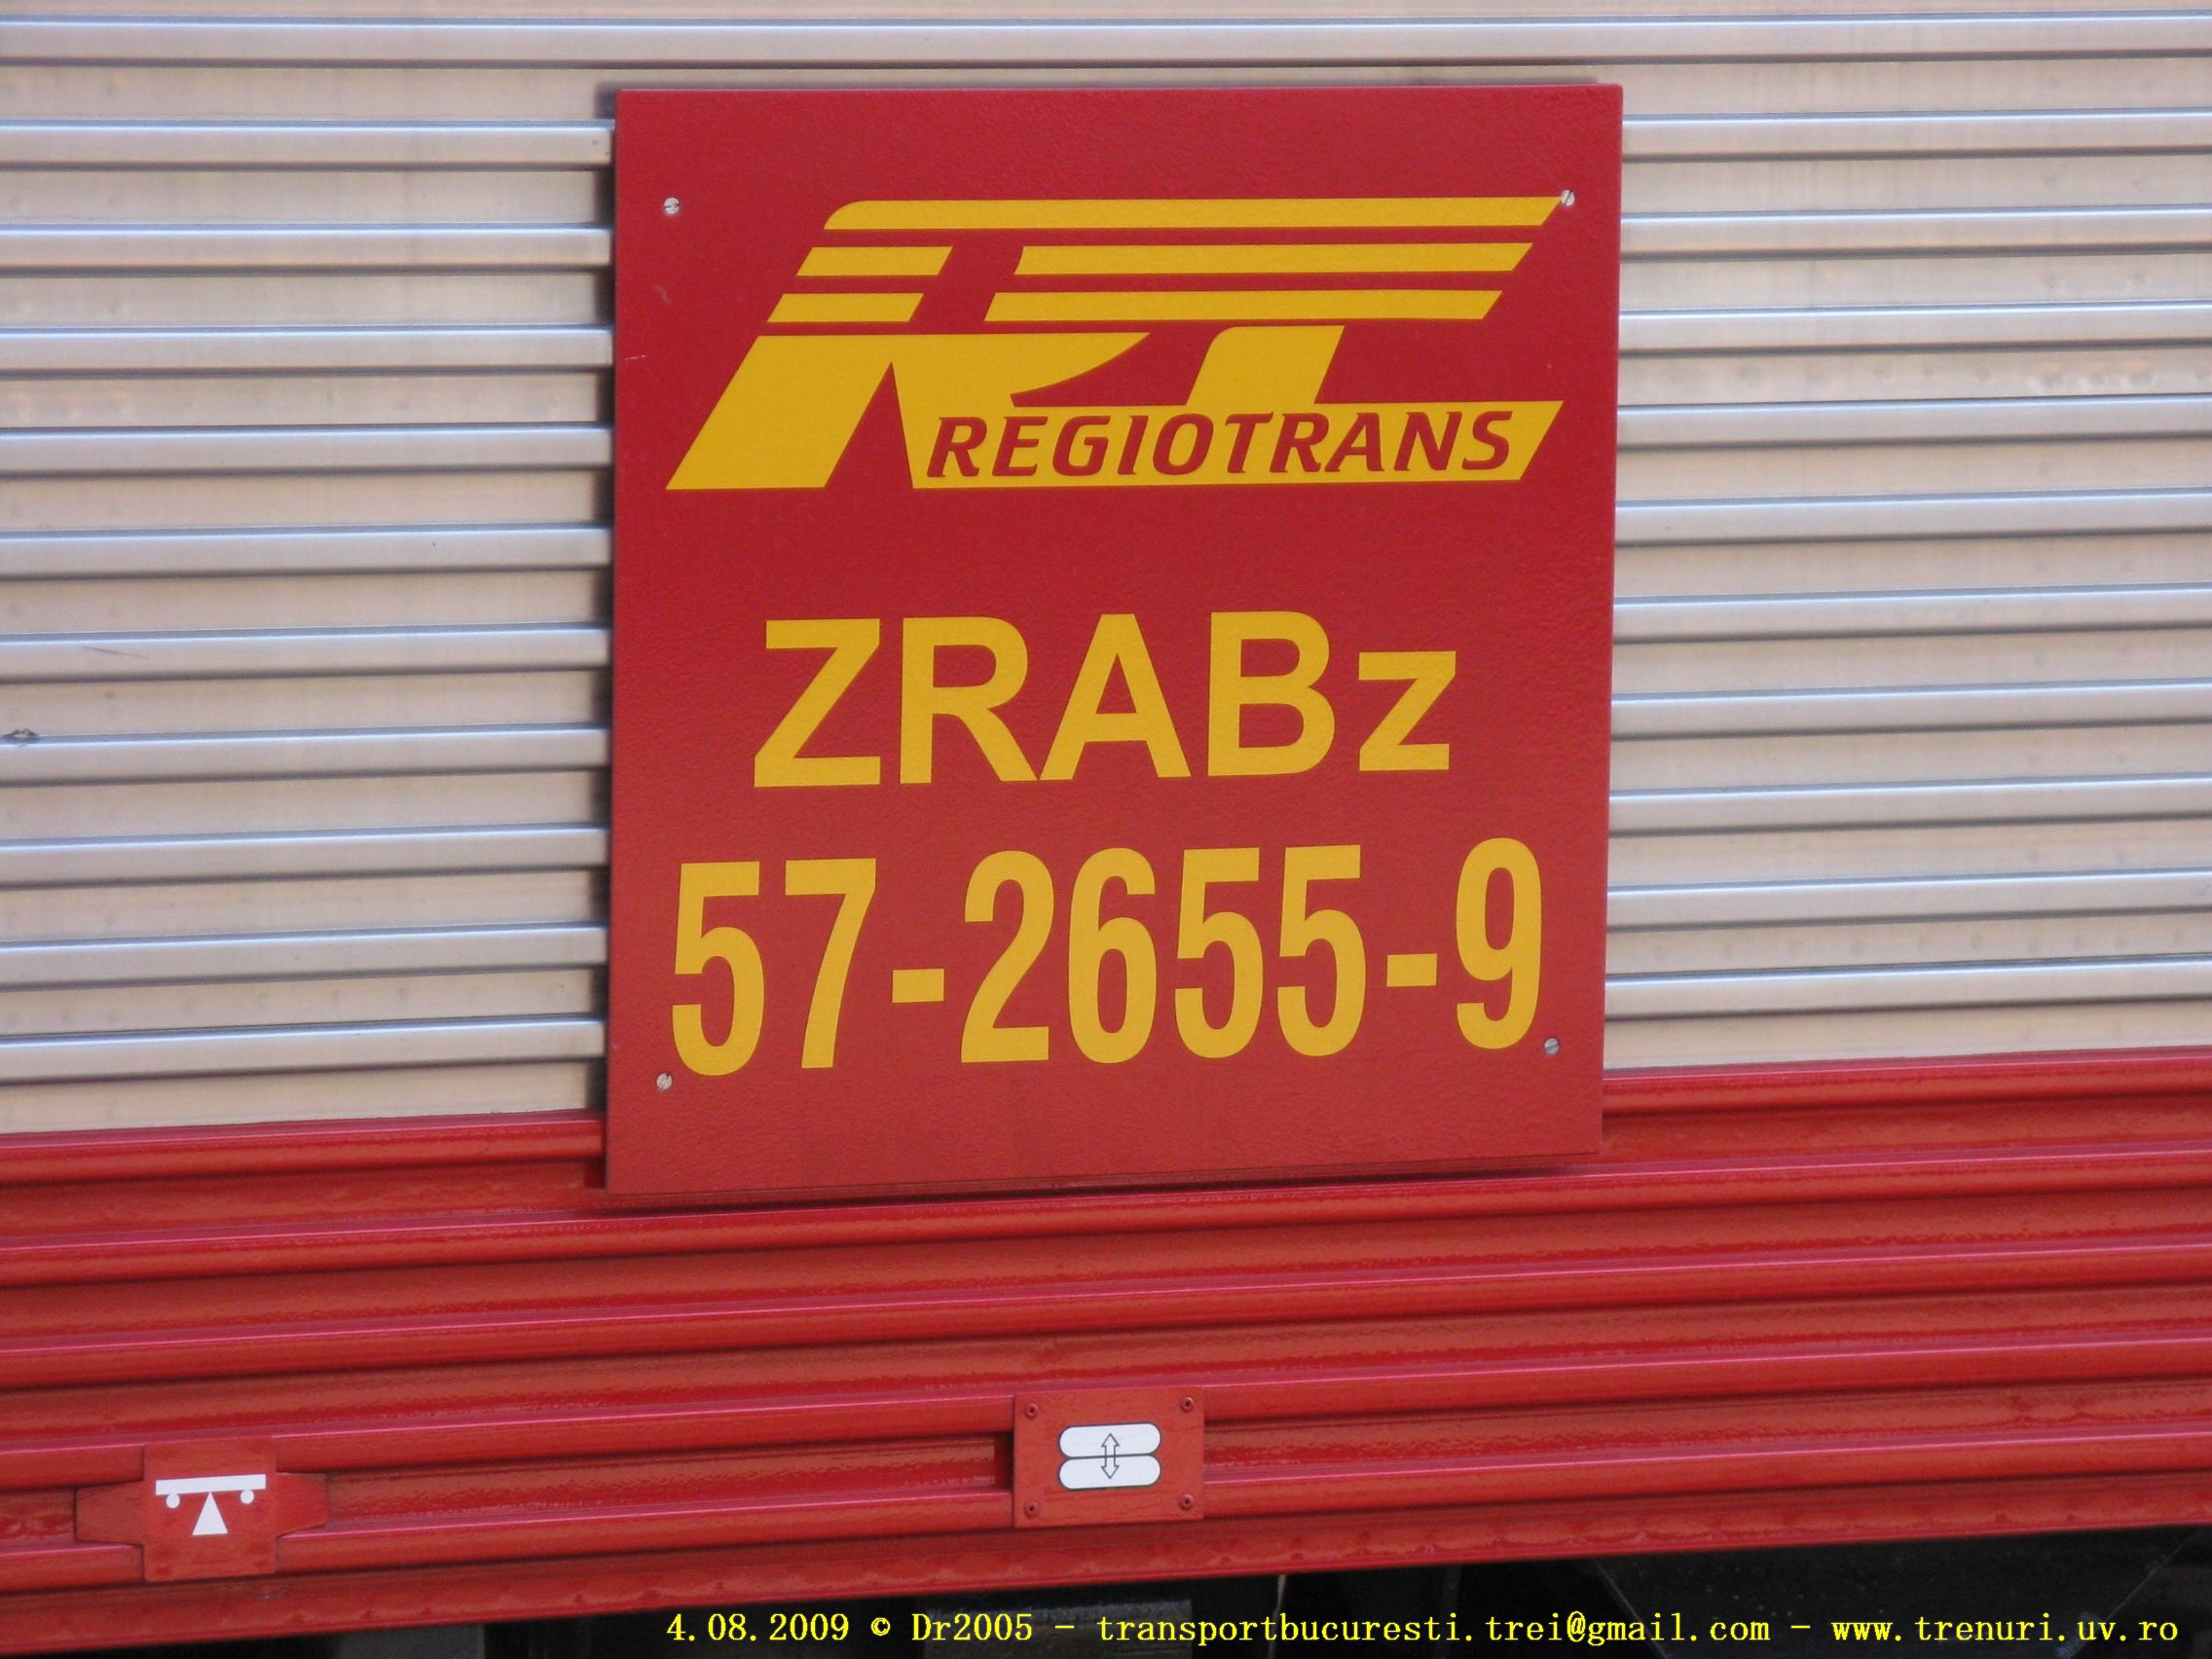 REGIOTRANS
ZRABz
57-2655-9
4.08.2009 © Dr2005 - transportbucuresti.trei@gmail.com - www.trenuri.uv.ro